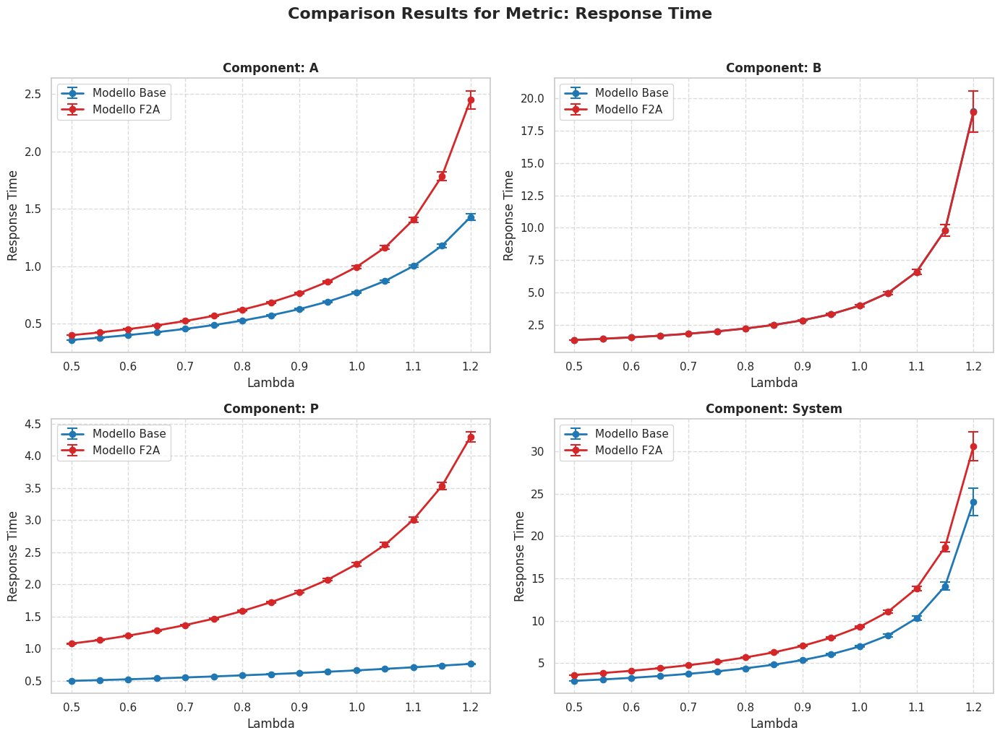 Comparison Results for Metric: Response Time
Component: A
Modello Base
Modello F2A
Response Time
2.5
2.0
1.5
1.0
0.5
0.5 0.6 0.7 0.8 0.9 1.0 1.1 1.2
Lambda
Component: B
Modello Base
Modello F2A
Response Time
20.0
17.5
15.0
12.5
10.0
7.5
5.0
2.5
0.5 0.6 0.7 0.8 0.9 1.0 1.1 1.2
Lambda
Component: P
Modello Base
Modello F2A
Response Time
4.5
4.0
3.5
3.0
2.5
2.0
1.5
1.0
0.5
0.5 0.6 0.7 0.8 0.9 1.0 1.1 1.2
Lambda
Component: System
Modello Base
Modello F2A
Response Time
30
25
20
15
10
5
0.5 0.6 0.7 0.8 0.9 1.0 1.1 1.2
Lambda